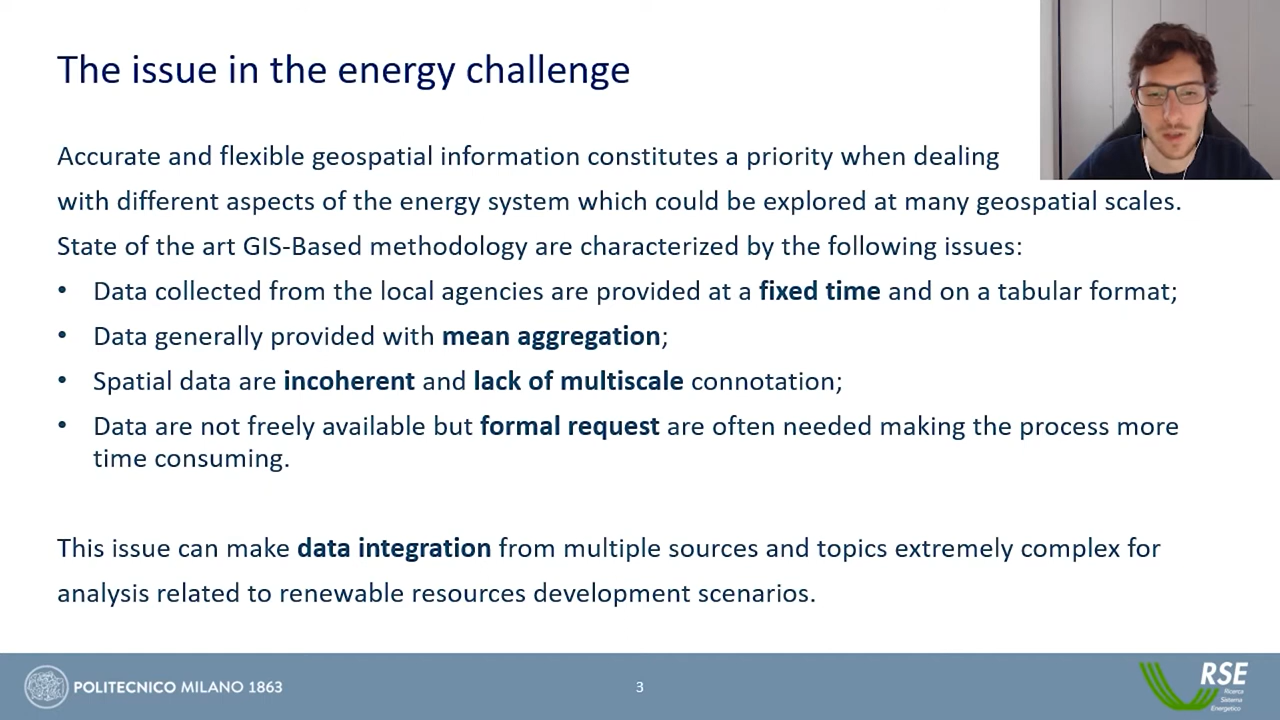 The issue in the energy challenge
Accurate and flexible geospatial information constitutes a priority when dealing
with different aspects of the energy system which could be explored at many geospatial scales.
State of the art GIS-Based methodology are characterized by the following issues:
• Data collected from the local agencies are provided at a fixed time and on a tabular format;
• Data generally provided with mean aggregation;
• Spatial data are incoherent and lack of multiscale connotation;
• Data are not freely available but formal request are often needed making the process more
time consuming.
This issue can make data integration from multiple sources and topics extremely complex for
analysis related to renewable resources development scenarios.
POLITECNICO MILANO 1863
3
RSE
Ricerca
Sistema
Energetico